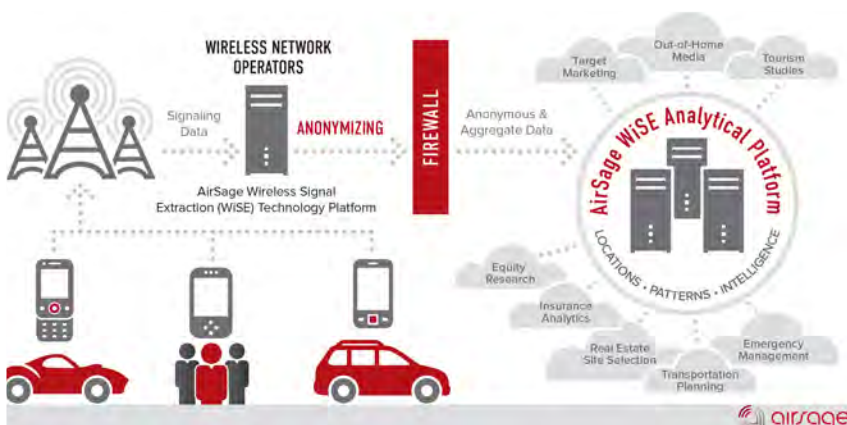 WIRELESS NETWORK
OPERATORS
Signaling
Data
ANONYMIZING
AirSage Wireless Signal
Extraction (WiSE) Technology Platform
FIREWALL
Anonymous &
Aggregate Data
Target
Marketing
Out-of-Home
Media
Tourism
Studies
AirSage WiSE Analytical Platform
LOCATIONS • PATTERNS • INTELLIGENCE
Equity
Research
Insurance
Analytics
Real Estate
Site Selection
Transportation
Planning
Emergency
Management
airsage